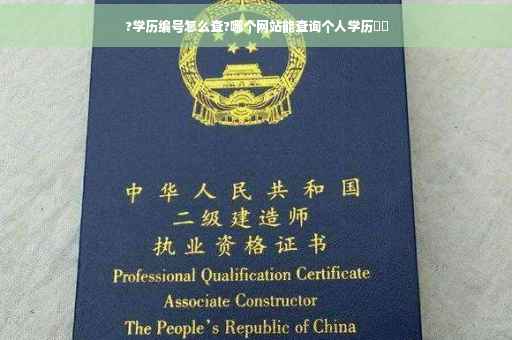 ?学历编号怎么查?哪个网站能查询个人学历
中华人民共和国
二级建造师
执业资格证书
Professional Qualification Certificate
Associate Constructor
The People's Republic of China